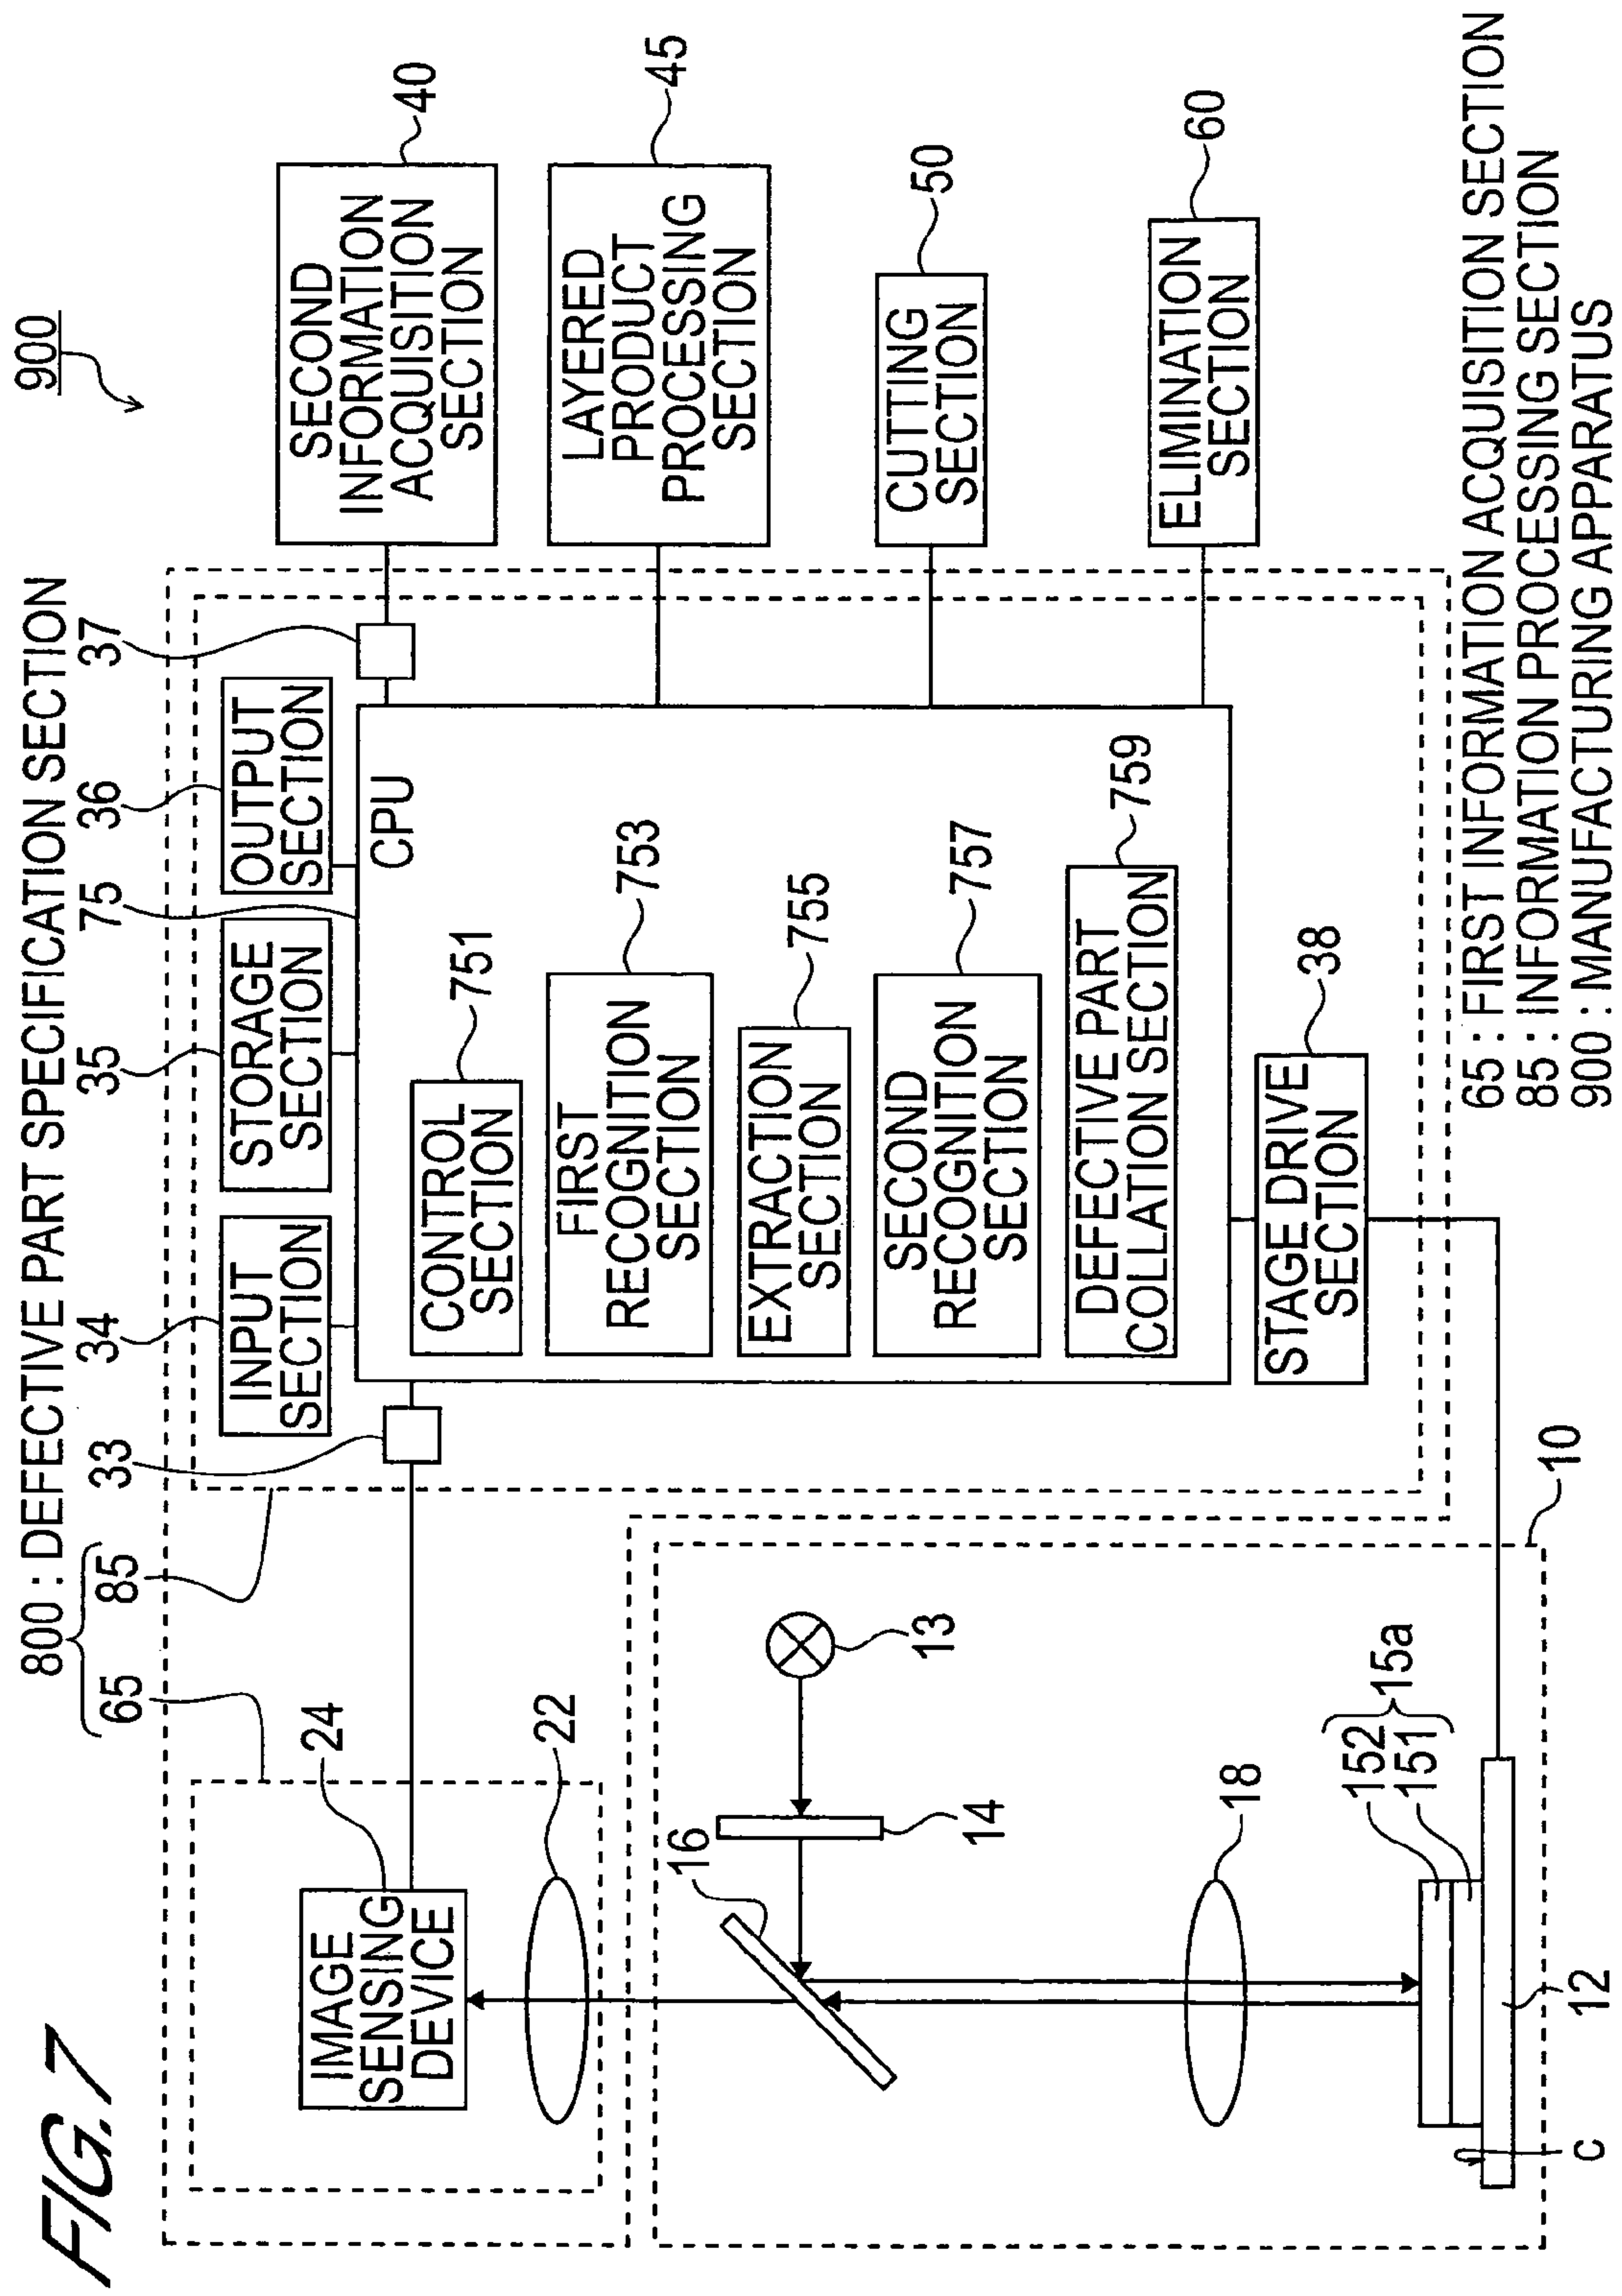 FIG. 7
900
800 : DEFECTIVE PART SPECIFICATION SECTION
65
85
33
34
35
75
36
37
INPUT
SECTION
STORAGE
SECTION
OUTPUT
SECTION
SECOND
INFORMATION
ACQUISITION
SECTION
40
24
IMAGE
SENSING
DEVICE
22
CPU
CONTROL
SECTION
751
LAYERED
PRODUCT
PROCESSING
SECTION
45
FIRST
RECOGNITION
SECTION
753
16
13
14
EXTRACTION
SECTION
755
CUTTING
SECTION
50
SECOND
RECOGNITION
SECTION
757
DEFECTIVE PART
COLLATION SECTION
759
ELIMINATION
SECTION
60
18
STAGE DRIVE
SECTION
38
152
151
15a
10
c
12
65 : FIRST INFORMATION ACQUISITION SECTION
85 : INFORMATION PROCESSING SECTION
900 : MANUFACTURING APPARATUS